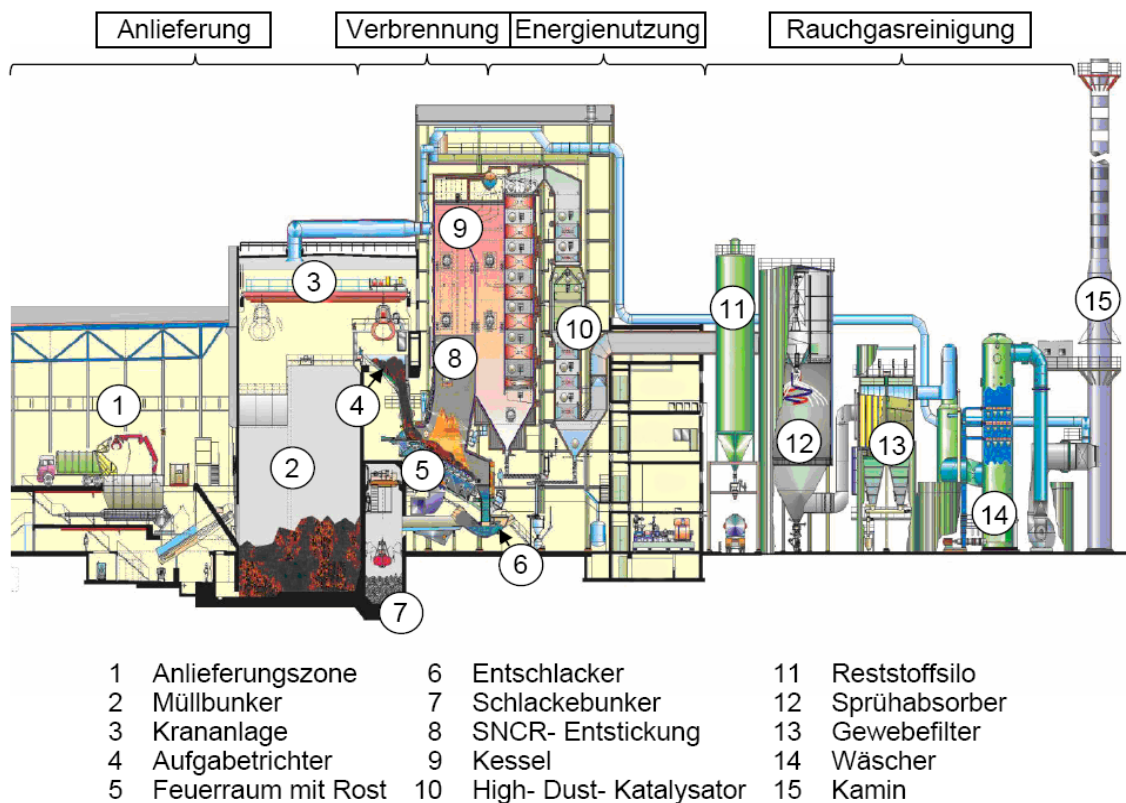 Anlieferung Verbrennung Energienutzung Rauchgasreinigung
9
3
11
15
10
8
1
4
2
5
12
13
14
6
7
1 Anlieferungszone 6 Entschlacker 11 Reststoffsilo
2 Müllbunker 7 Schlackebunker 12 Sprühabsorber
3 Krananlage 8 SNCR- Entstickung 13 Gewebefilter
4 Aufgabetrichter 9 Kessel 14 Wäscher
5 Feuerraum mit Rost 10 High- Dust- Katalysator 15 Kamin